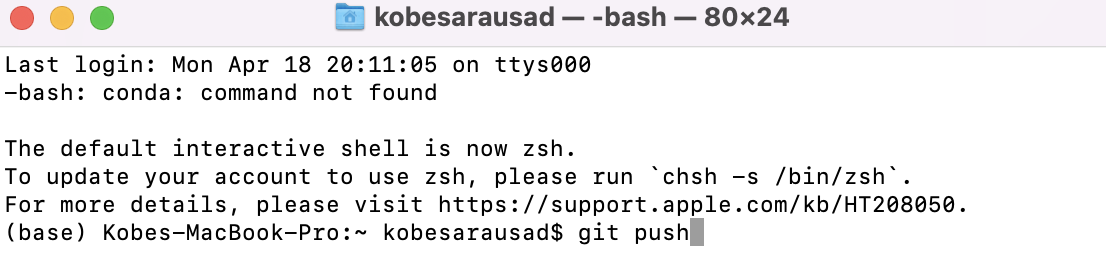 kobesarausad — -bash — 80×24
Last login: Mon Apr 18 20:11:05 on ttys000
-bash: conda: command not found
The default interactive shell is now zsh.
To update your account to use zsh, please run `chsh -s /bin/zsh`.
For more details, please visit https://support.apple.com/kb/HT208050.
(base) Kobes-MacBook-Pro:~ kobesarausad$ git push